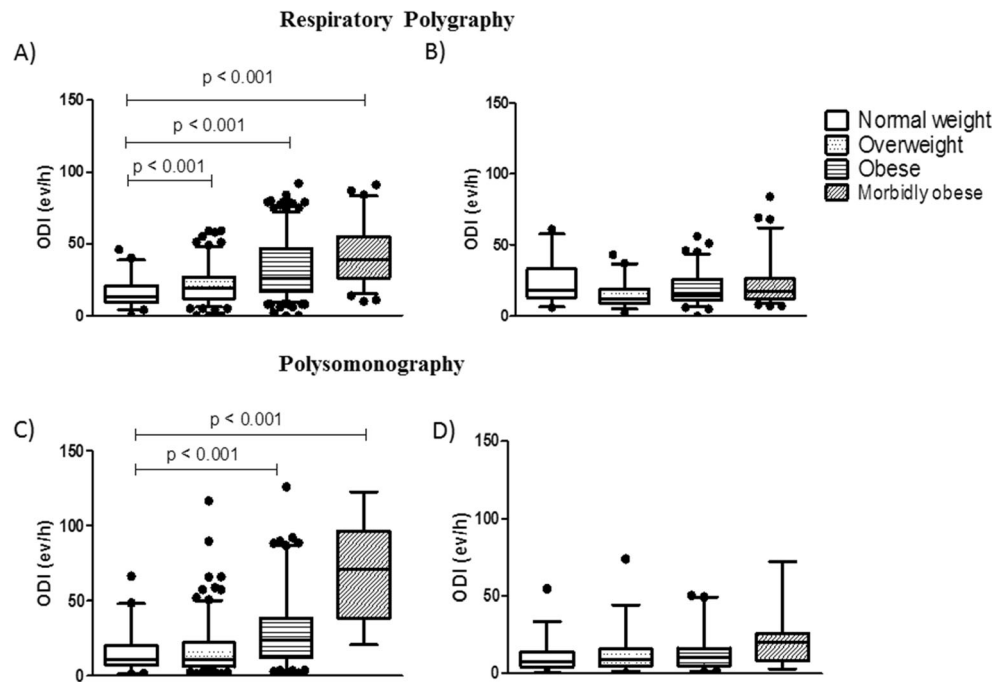 Respiratory Polygraphy
A)
p < 0.001
p < 0.001
p < 0.001
150
100
50
0
ODI (ev/h)
B)
150
100
50
0
ODI (ev/h)
Normal weight
Overweight
Obese
Morbidly obese
Polysomonography
C)
p < 0.001
p < 0.001
150
100
50
0
ODI (ev/h)
D)
150
100
50
0
ODI (ev/h)